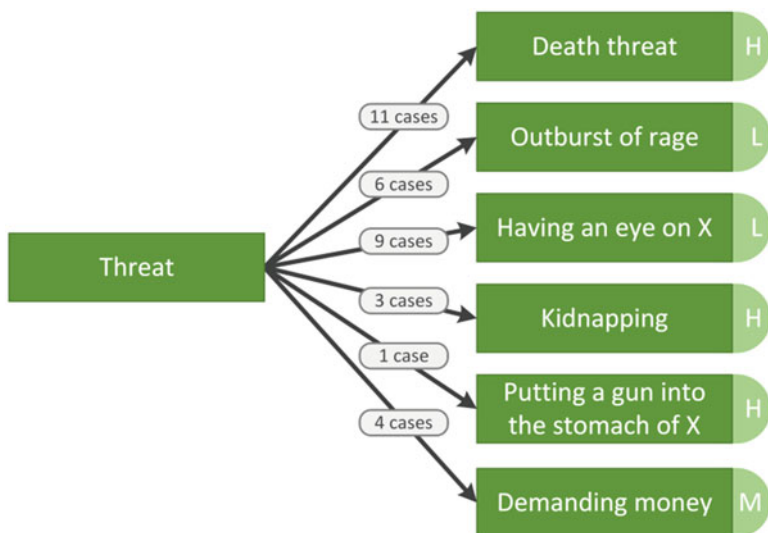 Death threat H
11 cases
Outburst of rage L
6 cases
Having an eye on X L
9 cases
Threat
Kidnapping H
3 cases
Putting a gun into
the stomach of X H
1 case
4 cases
Demanding money M